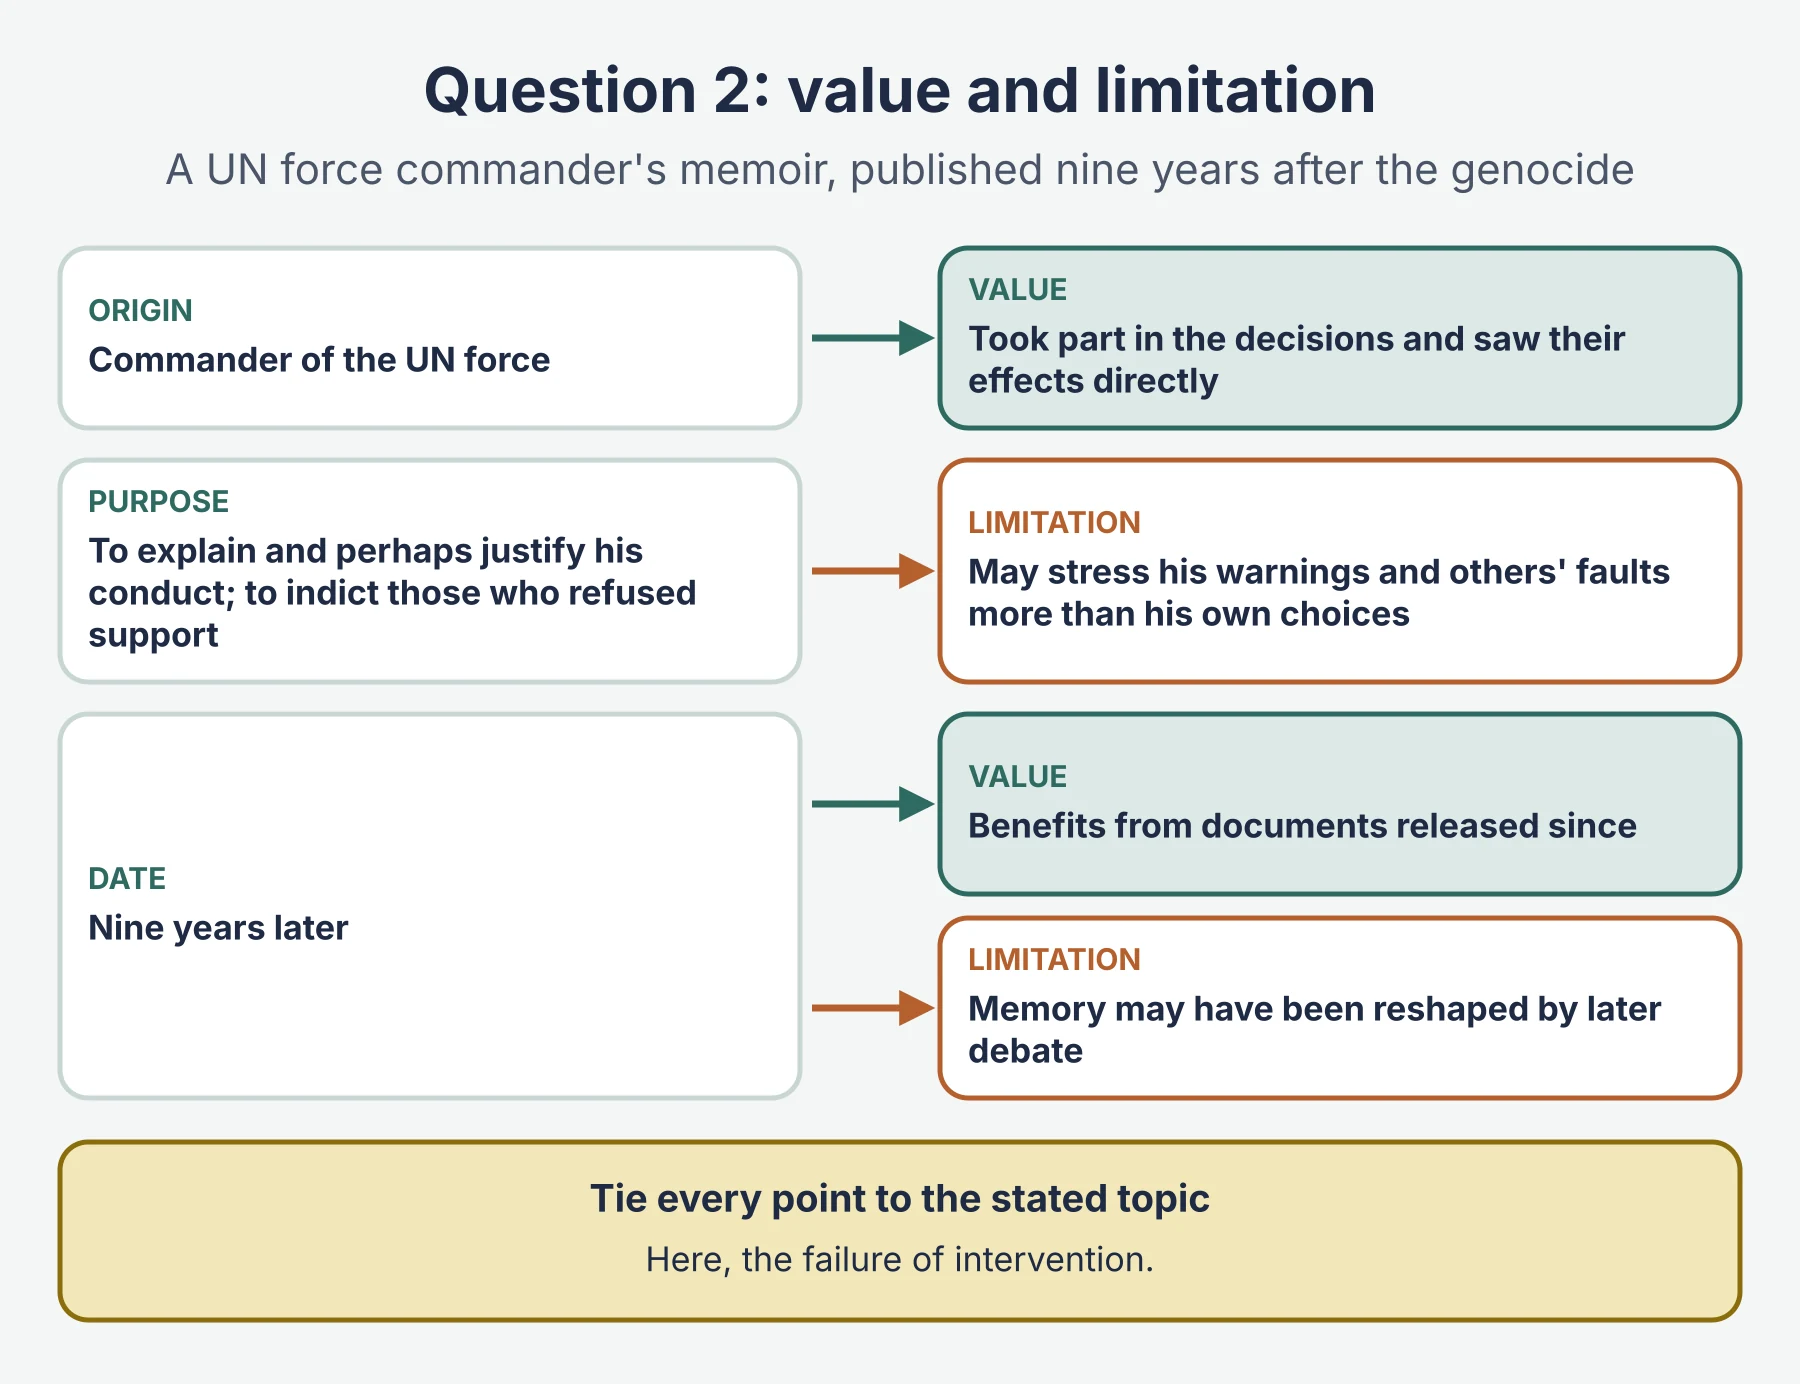 Question 2: value and limitation
A UN force commander's memoir, published nine years after the genocide
ORIGIN
Commander of the UN force
VALUE
Took part in the decisions and saw their
effects directly
PURPOSE
To explain and perhaps justify his
conduct; to indict those who refused
support
LIMITATION
May stress his warnings and others' faults
more than his own choices
DATE
Nine years later
VALUE
Benefits from documents released since
LIMITATION
Memory may have been reshaped by later
debate
Tie every point to the stated topic
Here, the failure of intervention.